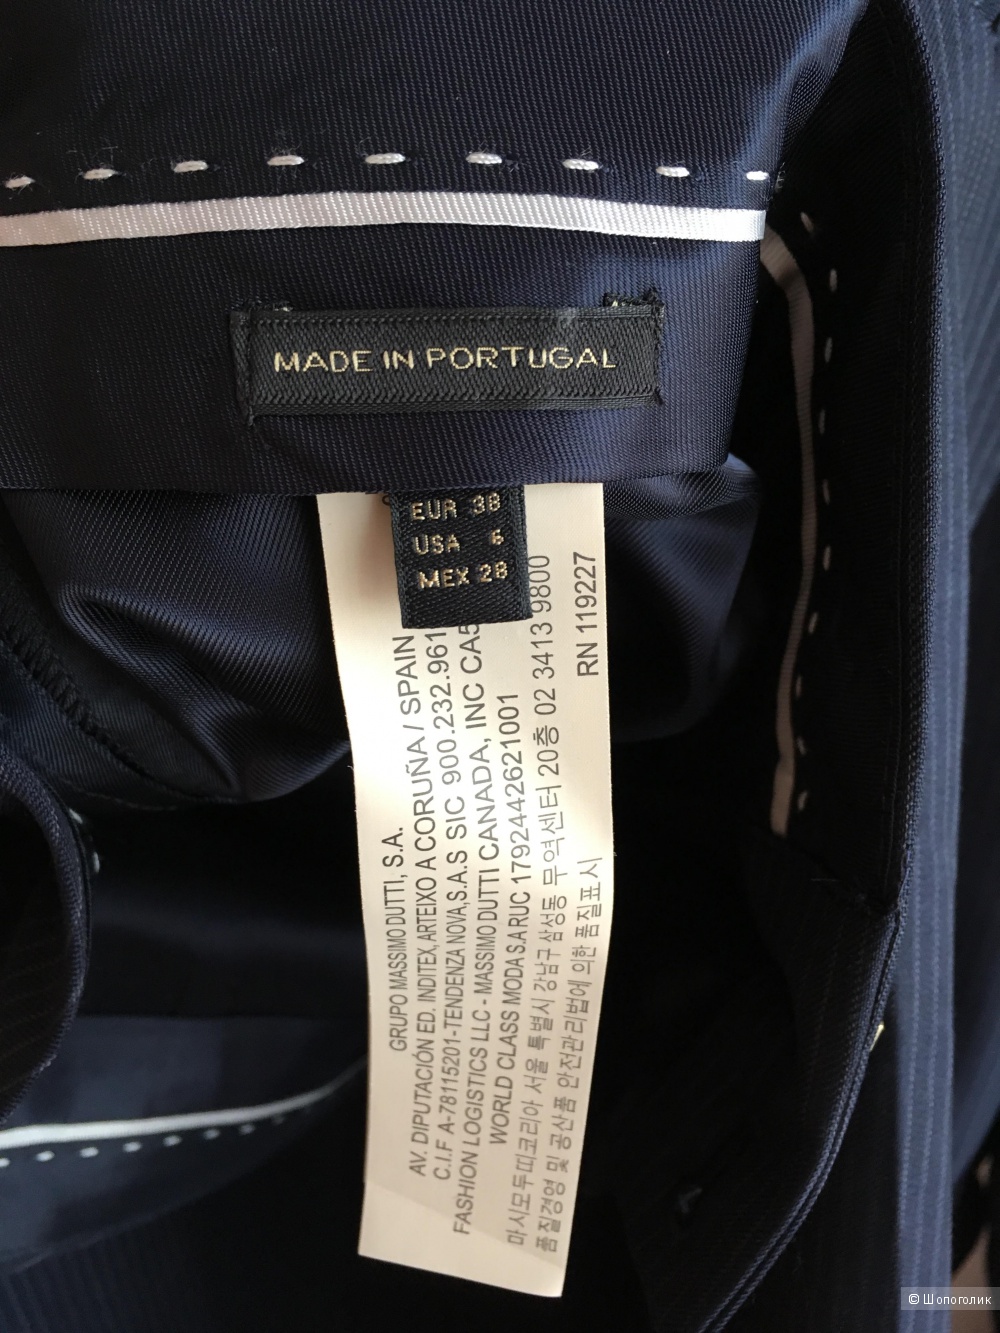 MADE IN PORTUGAL
EUR 38
USA 6
MEX 28
GRUPO MASSIMO DUTTI, S.A.
AV. DIPUTACIÓN ED. INDITEX, ARTEIXO A CORUÑA / SPAIN
C.I.F A-78115201-TENDENZA NOVA,S.A.S SIC 900.232.961
FASHION LOGISTICS LLC - MASSIMO DUTTI CANADA, INC CA5
WORLD CLASS MODA S.A RUC 1792442621001
마시모두띠코리아 서울 특별시 강남구 삼성동 무역센터 20층 02 3413 9800
품질경영 및 공산품 안전관리법에 의한 품질표시
RN 119227
© Шопоголик